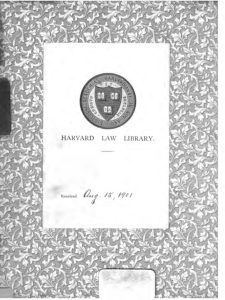 HARVARD LAW LIBRARY.
Received Aug. 15, 1901